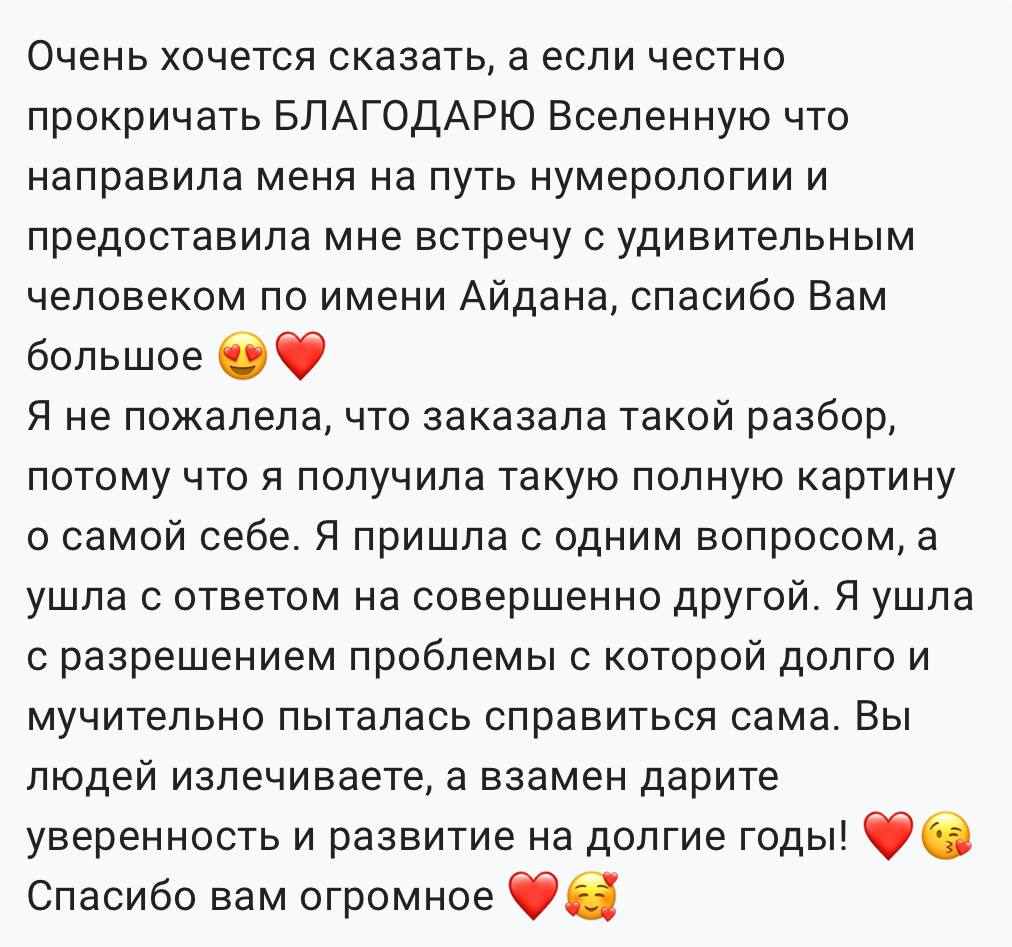 Очень хочется сказать, а если честно
прокричать БЛАГОДАРЮ Вселенную что
направила меня на путь нумерологии и
предоставила мне встречу с удивительным
человеком по имени Айдана, спасибо Вам
большое 😍❤️
Я не пожалела, что заказала такой разбор,
потому что я получила такую полную картину
о самой себе. Я пришла с одним вопросом, а
ушла с ответом на совершенно другой. Я ушла
с разрешением проблемы с которой долго и
мучительно пыталась справиться сама. Вы
людей излечиваете, а взамен дарите
уверенность и развитие на долгие годы! ❤️😘
Спасибо вам огромное ❤️🥰